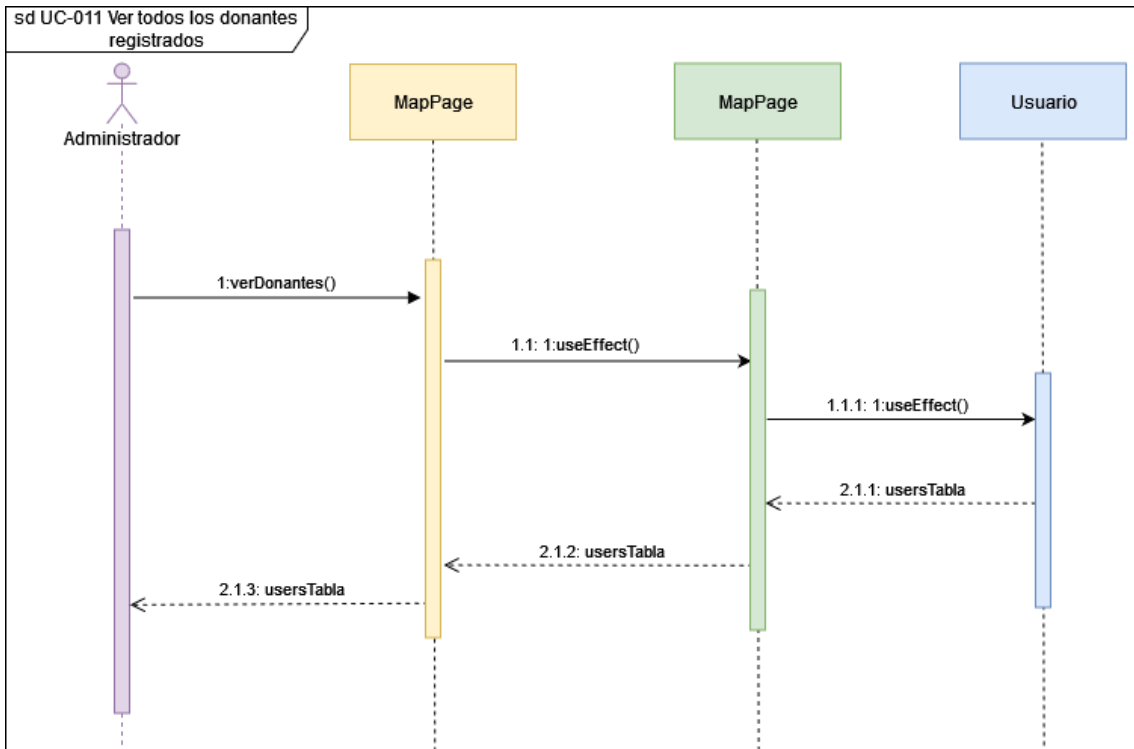 sd UC-011 Ver todos los donantes
registrados
Administrador
MapPage
MapPage
Usuario
1:verDonantes()
1.1: 1:useEffect()
1.1.1: 1:useEffect()
2.1.1: usersTabla
2.1.2: usersTabla
2.1.3: usersTabla